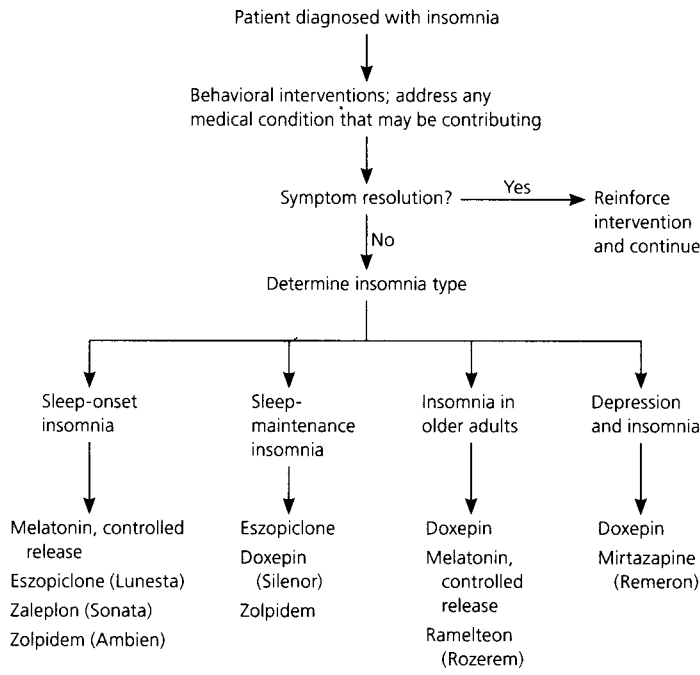 Patient diagnosed with insomnia
Behavioral interventions; address any
medical condition that may be contributing
Symptom resolution?
Yes
Reinforce
intervention
and continue
No
Determine insomnia type
Sleep-onset
insomnia
Sleep-
maintenance
insomnia
Insomnia in
older adults
Depression
and insomnia
Melatonin, controlled
release
Eszopiclone (Lunesta)
Zaleplon (Sonata)
Zolpidem (Ambien)
Eszopiclone
Doxepin
(Silenor)
Zolpidem
Doxepin
Melatonin,
controlled
release
Ramelteon
(Rozerem)
Doxepin
Mirtazapine
(Remeron)